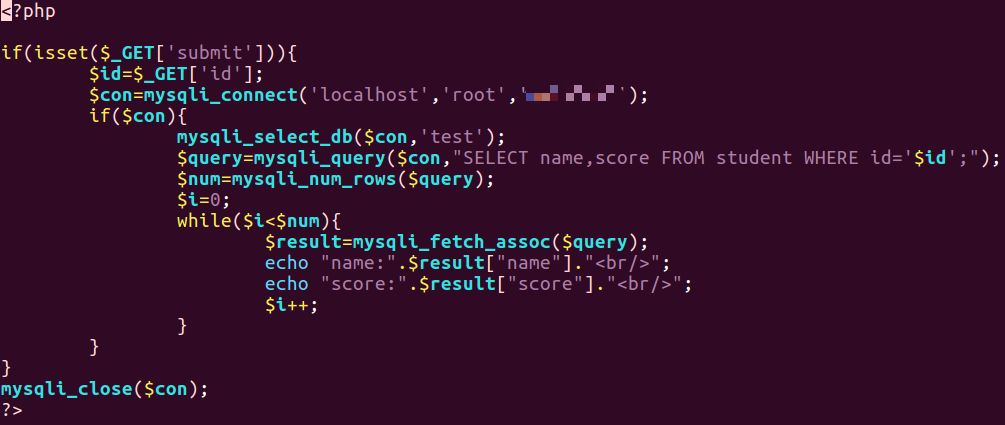 <?php
if(isset($_GET['submit'])){
$id=$_GET['id'];
$con=mysqli_connect('localhost','root','');
if($con){
mysqli_select_db($con,'test');
$query=mysqli_query($con,"SELECT name,score FROM student WHERE id='$id';");
$num=mysqli_num_rows($query);
$i=0;
while($i<$num){
$result=mysqli_fetch_assoc($query);
echo "name:".$result["name"]."<br/>";
echo "score:".$result["score"]."<br/>";
$i++;
}
}
}
mysqli_close($con);
?>